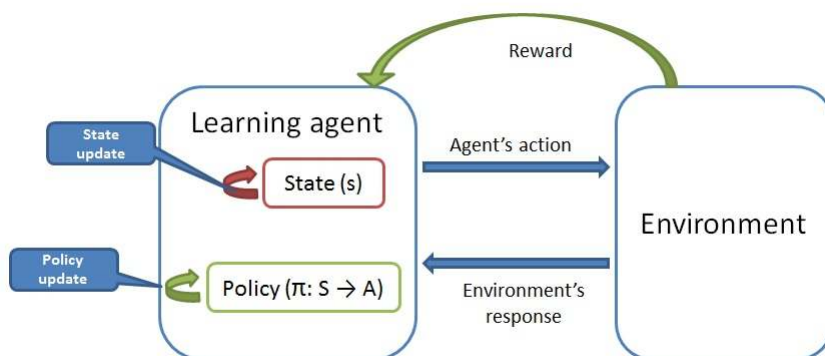 Reward
Learning agent
State
update
State (s)
Agent's action
Environment
Policy
update
Policy (π: S → A)
Environment's
response